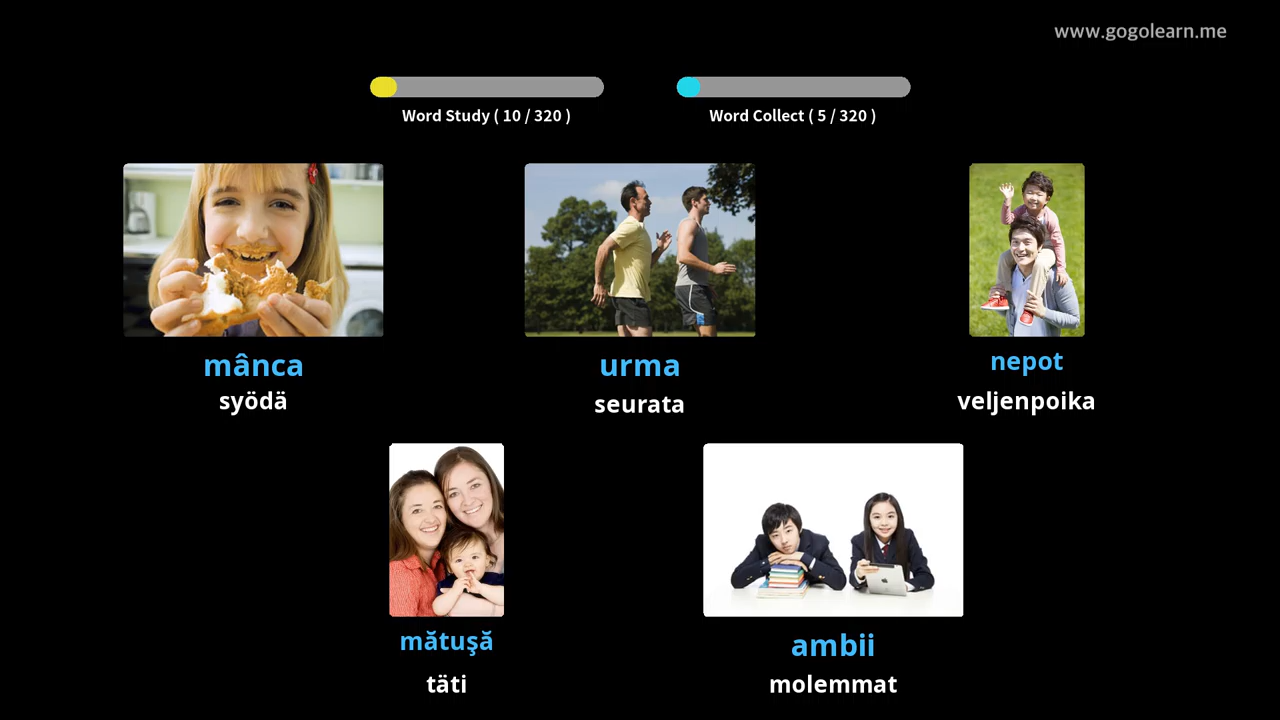 www.gogolearn.me
Word Study ( 10 / 320 )
Word Collect ( 5 / 320 )
mânca
syödä
urma
seurata
nepot
veljenpoika
mătuşă
täti
ambii
molemmat